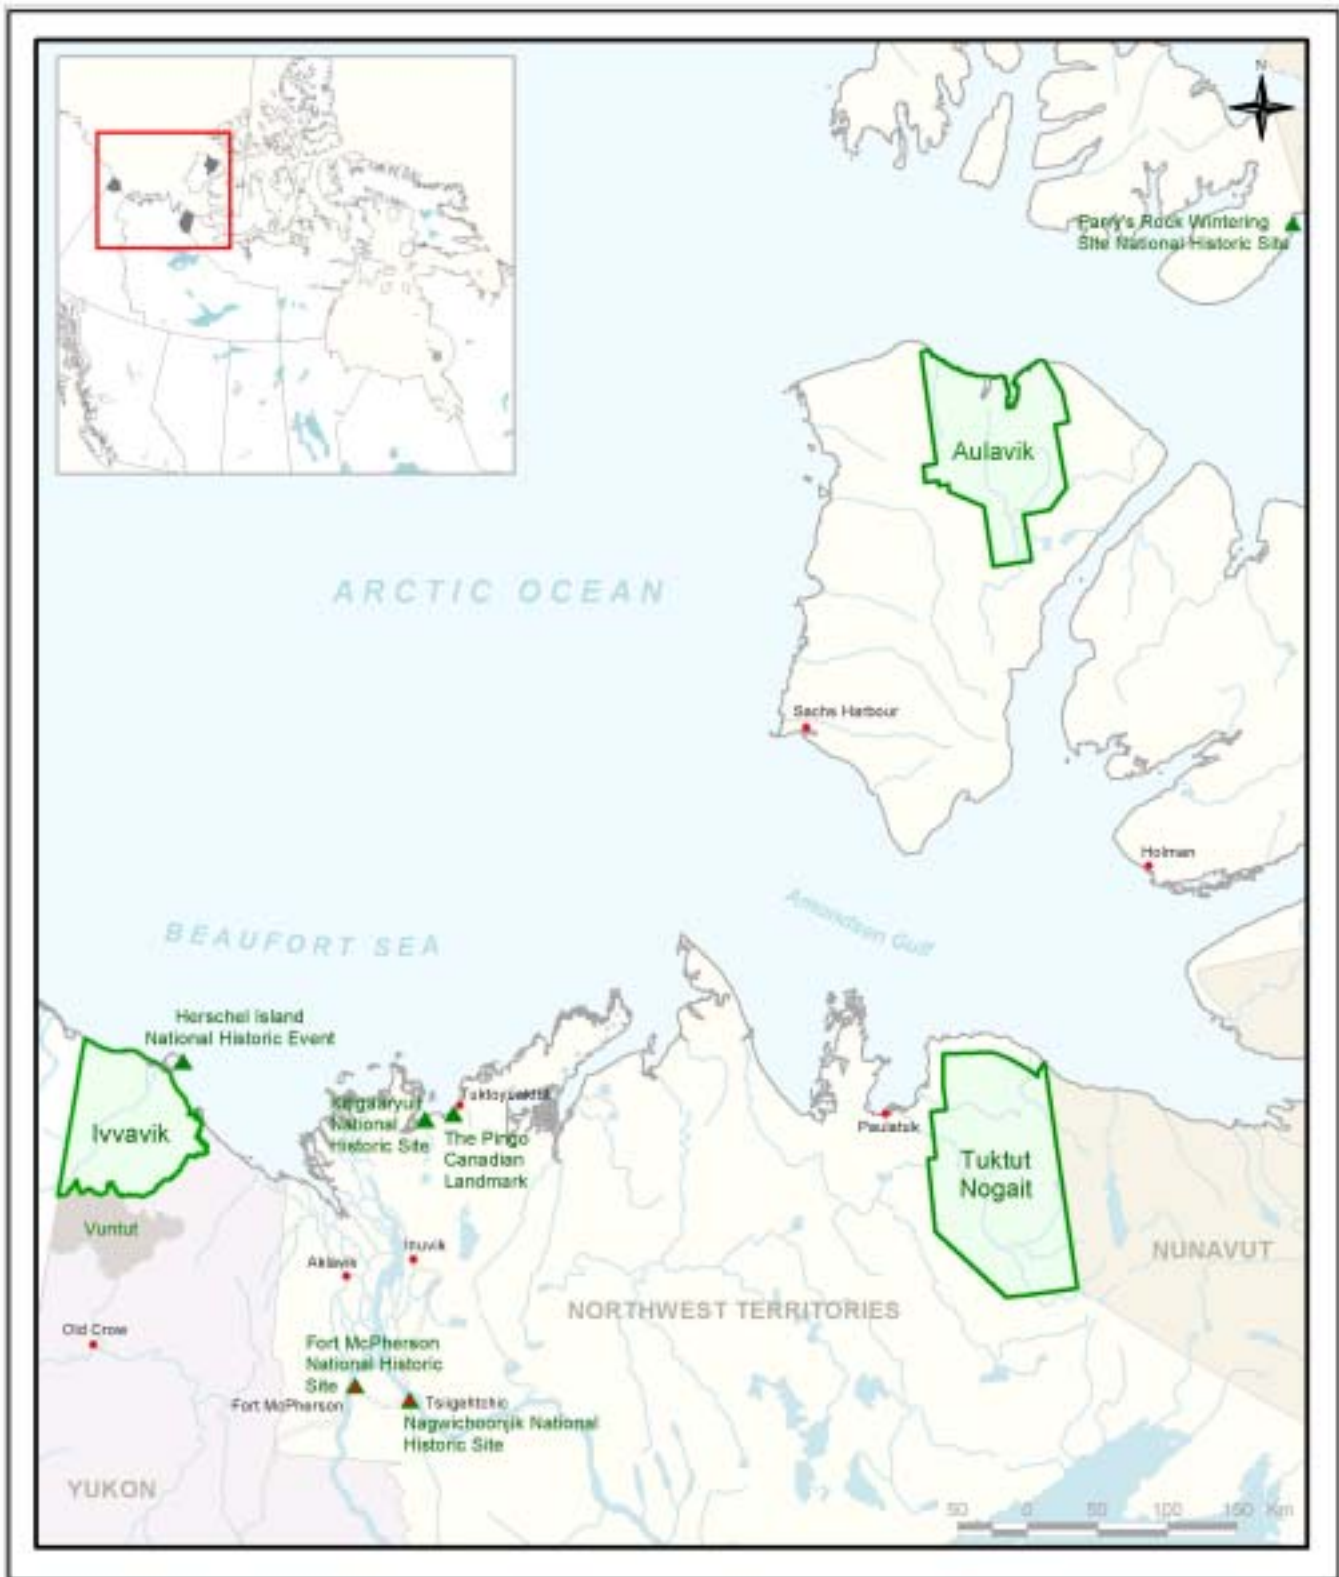 N
Parry's Rock Wintering
Site National Historic Site
Aulavik
ARCTIC OCEAN
Sachs Harbour
Holman
Amundsen Gulf
BEAUFORT SEA
Herschel Island
National Historic Event
Ivvavik
Vuntut
Tuktoyuaktut
National
Historic Site
The Pingo
Canadian
Landmark
Paulatuk
Tuktut
Nogait
NUNAVUT
Inuvik
Aklavik
NORTHWEST TERRITORIES
Old Crow
Fort McPherson
National Historic
Site
Fort McPherson
Tsiigehtchic
Nagwichoonjik National
Historic Site
YUKON
50 0 50 100 150 Km